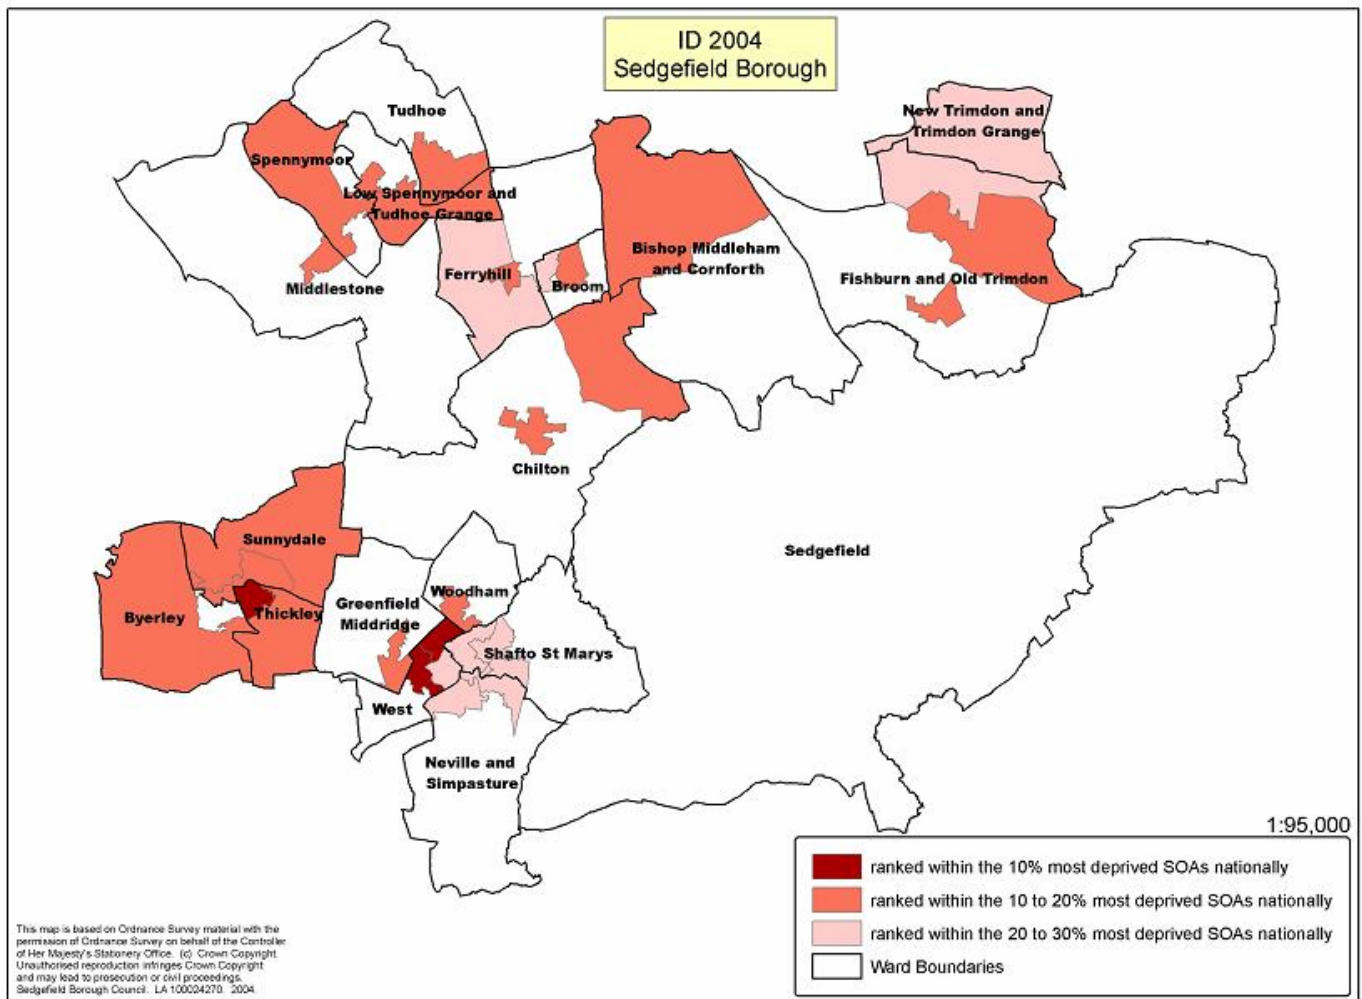 ID 2004
Sedgefield Borough
Tudhoe
New Trimdon and
Trimdon Grange
Spennymoor
Low Spennymoor and
Tudhoe Grange
Bishop Middleham
and Cornforth
Ferryhill
Broom
Middlestone
Fishburn and Old Trimdon
Chilton
Sunnydale
Sedgefield
Woodham
Greenfield
Middridge
Byerley
Thickley
Shafto St Marys
West
Neville and
Simpasture
1:95,000
ranked within the 10% most deprived SOAs nationally
ranked within the 10 to 20% most deprived SOAs nationally
ranked within the 20 to 30% most deprived SOAs nationally
Ward Boundaries
This map is based on Ordnance Survey material with the
permission of Ordnance Survey on behalf of the Controller
of Her Majesty's Stationery Office. (c) Crown Copyright.
Unauthorised reproduction infringes Crown Copyright
and may lead to prosecution or civil proceedings.
Sedgefield Borough Council. LA 100024270. 2004.